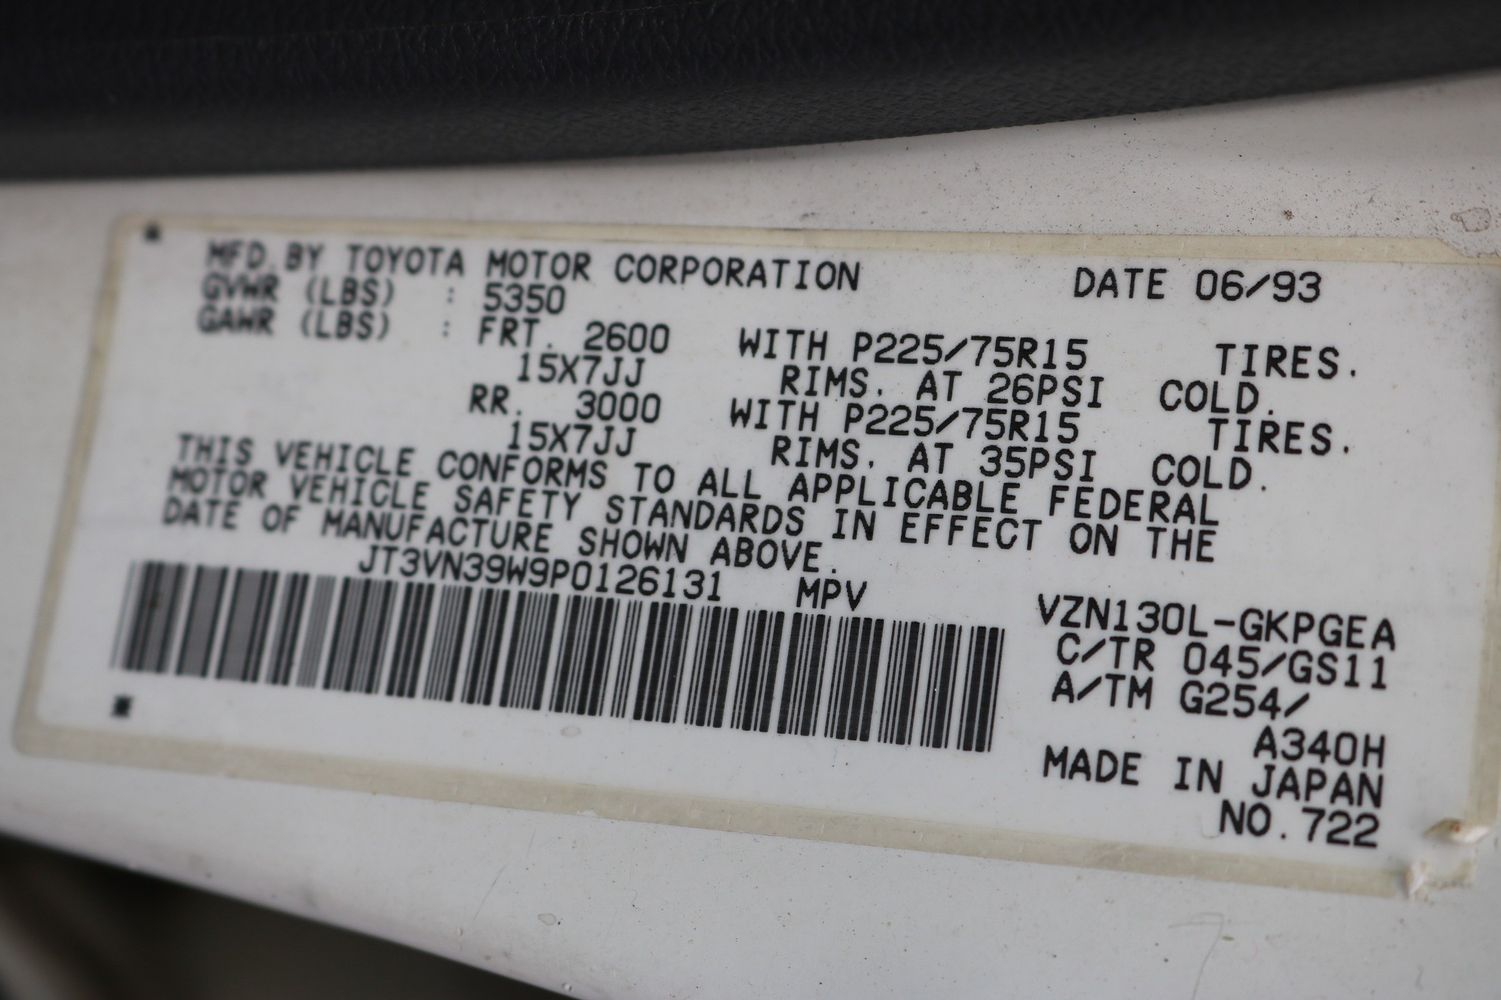 MFD. BY TOYOTA MOTOR CORPORATION DATE 06/93
GVWR (LBS) : 5350
GAWR (LBS) : FRT. 2600 WITH P225/75R15 TIRES.
15X7JJ RIMS. AT 26PSI COLD.
RR. 3000 WITH P225/75R15 TIRES.
15X7JJ RIMS. AT 35PSI COLD.
THIS VEHICLE CONFORMS TO ALL APPLICABLE FEDERAL
MOTOR VEHICLE SAFETY STANDARDS IN EFFECT ON THE
DATE OF MANUFACTURE SHOWN ABOVE.
JT3VN39W9P0126131 MPV
VZN130L-GKPGEA
C/TR 045/GS11
A/TM G254/
A340H
MADE IN JAPAN
NO.722